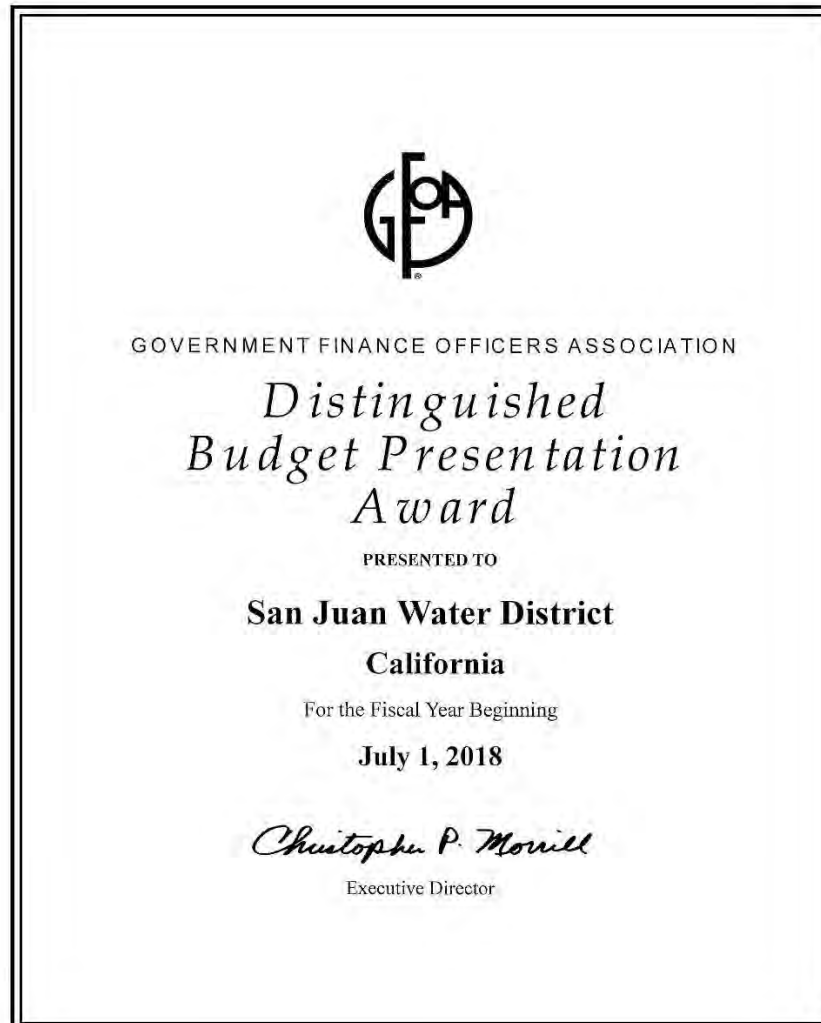 GFOA
®
GOVERNMENT FINANCE OFFICERS ASSOCIATION
Distinguished
Budget Presentation
Award
PRESENTED TO
San Juan Water District
California
For the Fiscal Year Beginning
July 1, 2018
Christopher P. Morrill
Executive Director